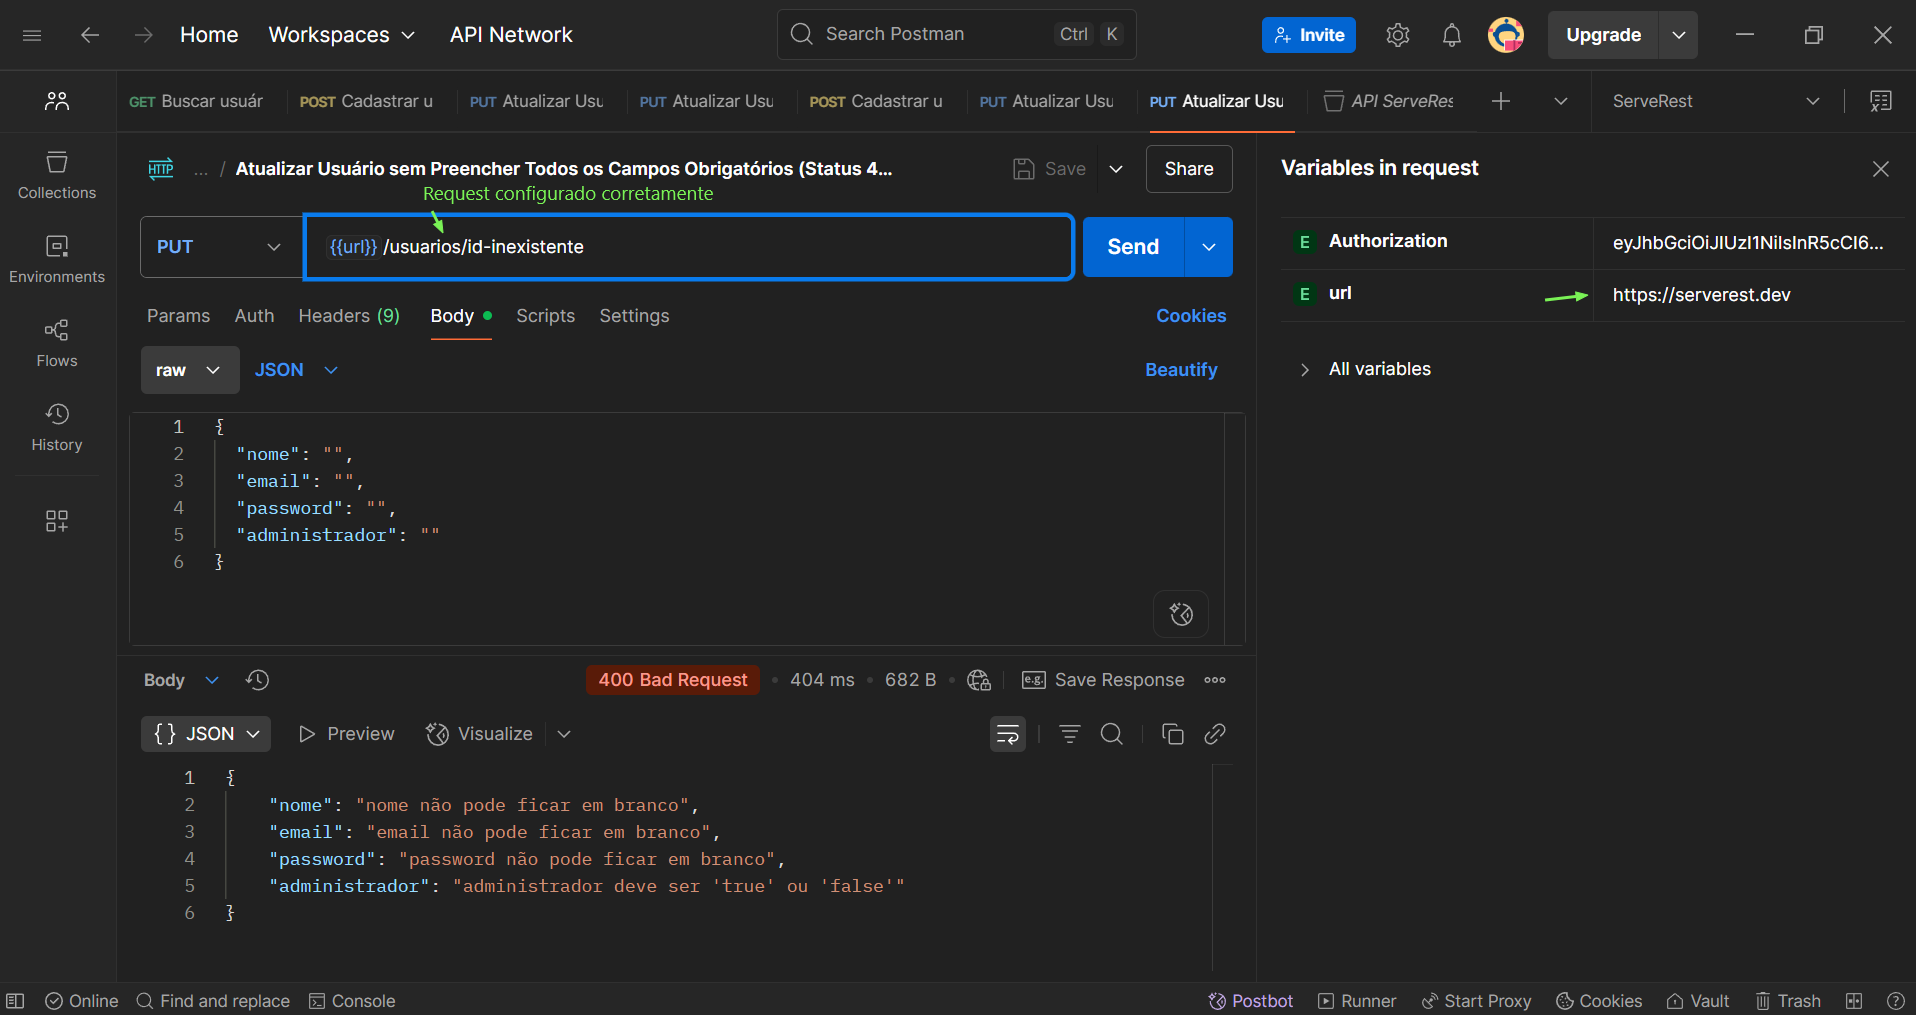 Home Workspaces API Network Search Postman Ctrl K Invite Upgrade
GET Buscar usuár POST Cadastrar u PUT Atualizar Usu PUT Atualizar Usu POST Cadastrar u PUT Atualizar Usu PUT Atualizar Usu API ServeRes ServeRest
HTTP ... / Atualizar Usuário sem Preencher Todos os Campos Obrigatórios (Status 4... Save Share
Request configurado corretamente
PUT {{url}}/usuarios/id-inexistente Send
Params Auth Headers (9) Body Scripts Settings Cookies
raw JSON Beautify
1 {
2 "nome": "",
3 "email": "",
4 "password": "",
5 "administrador": ""
6 }
Body 400 Bad Request • 404 ms • 682 B • e.g. Save Response
{} JSON Preview Visualize
1 {
2 "nome": "nome não pode ficar em branco",
3 "email": "email não pode ficar em branco",
4 "password": "password não pode ficar em branco",
5 "administrador": "administrador deve ser 'true' ou 'false'"
6 }
Variables in request
E Authorization eyJhbGciOiJIUzI1NiIsInR5cCI6...
E url https://serverest.dev
All variables
Collections
Environments
Flows
History
Online Find and replace Console Postbot Runner Start Proxy Cookies Vault Trash